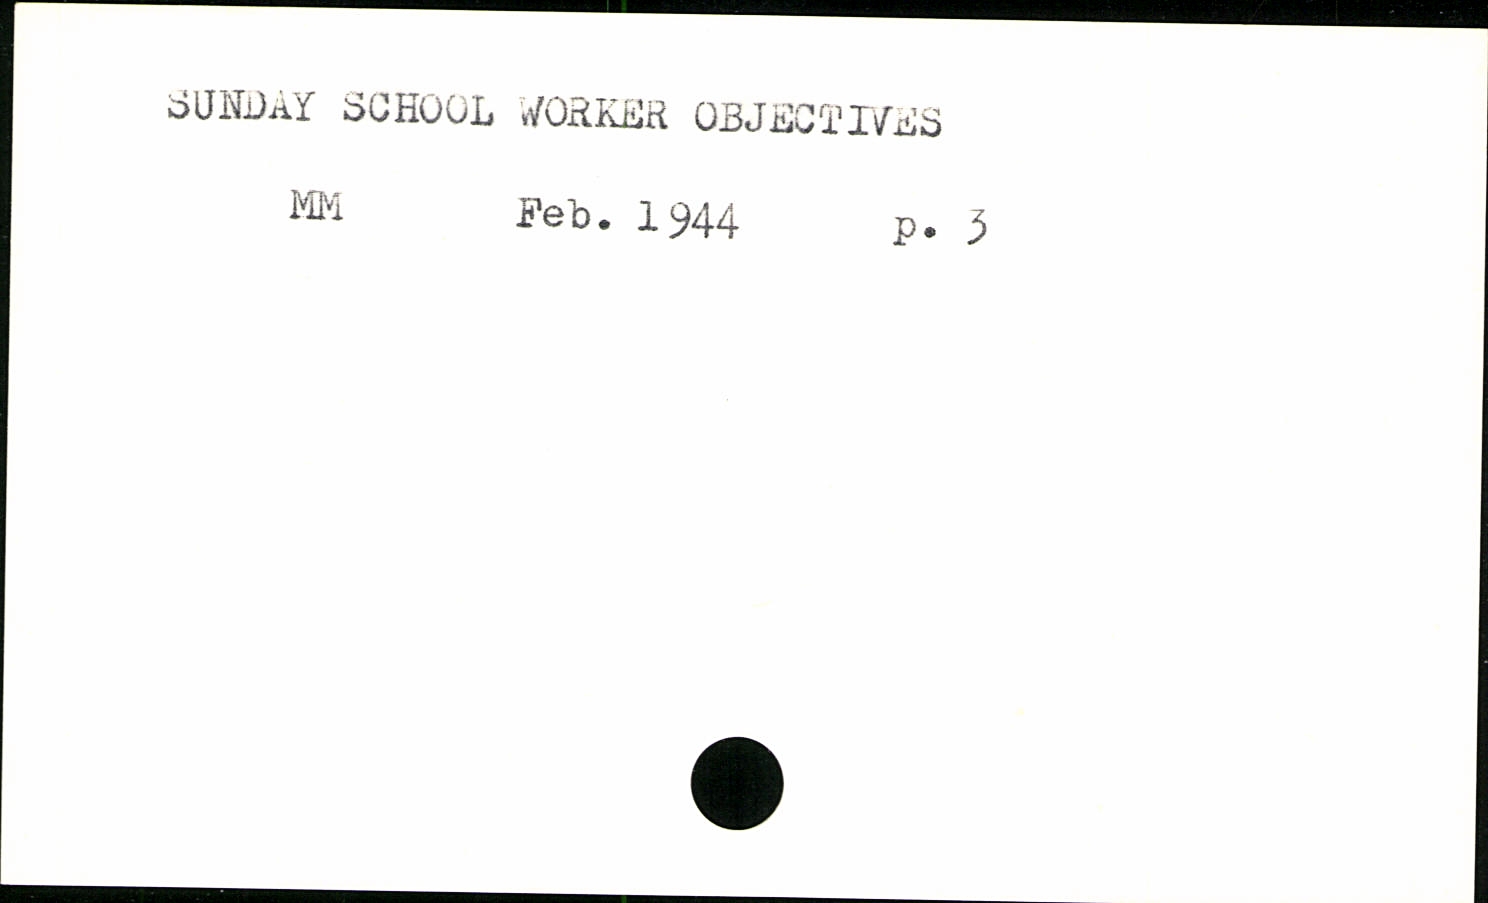 SUNDAY SCHOOL WORKER OBJECTIVES
MM Feb. 1944 p. 3